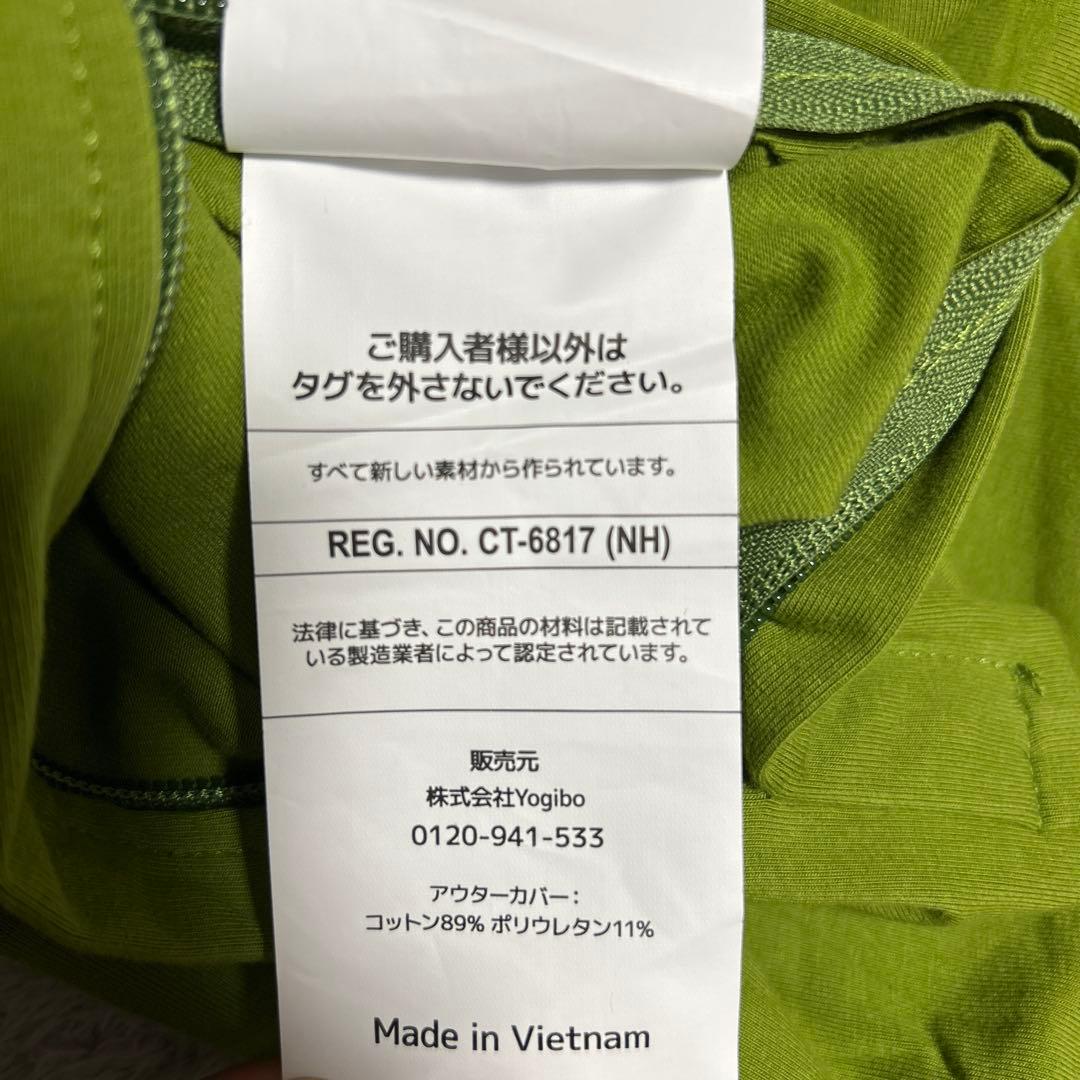 ご購入者様以外は
タグを外さないでください。
すべて新しい素材から作られています。
REG. NO. CT-6817 (NH)
法律に基づき、この商品の材料は記載されて
いる製造業者によって認定されています。
販売元
株式会社Yogibo
0120-941-533
アウターカバー：
コットン89% ポリウレタン11%
Made in Vietnam